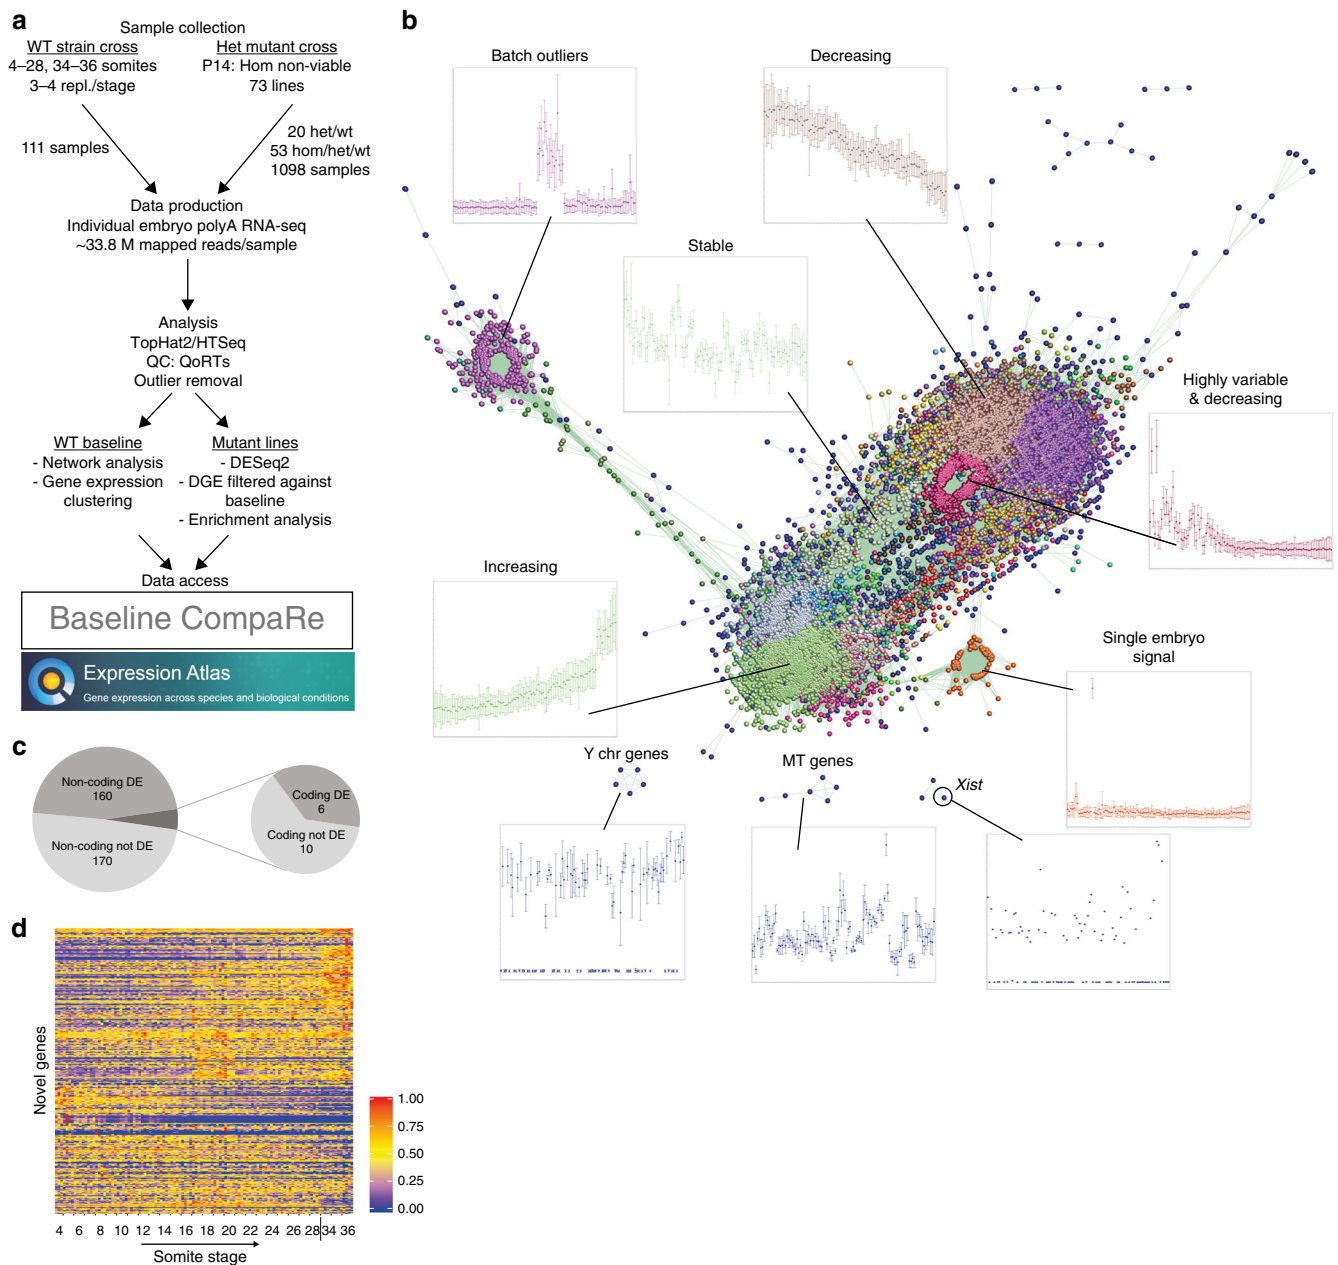 a
Sample collection
WT strain cross
4–28, 34–36 somites
3–4 repl./stage
Het mutant cross
P14: Hom non-viable
73 lines
111 samples
20 het/wt
53 hom/het/wt
1098 samples
Data production
Individual embryo polyA RNA-seq
~33.8 M mapped reads/sample
Analysis
TopHat2/HTSeq
QC: QoRTs
Outlier removal
WT baseline
- Network analysis
- Gene expression
clustering
Mutant lines
- DESeq2
- DGE filtered against
baseline
- Enrichment analysis
Data access
Baseline CompaRe
Expression Atlas
Gene expression across species and biological conditions
b
Batch outliers
Decreasing
Stable
Highly variable
& decreasing
Increasing
Single embryo
signal
Y chr genes
MT genes
Xist
c
Non-coding DE
160
Non-coding not DE
170
Coding DE
6
Coding not DE
10
d
Novel genes
1.00
0.75
0.50
0.25
0.00
4 6 8 10 12 14 16 18 20 22 24 26 28 34 36
Somite stage